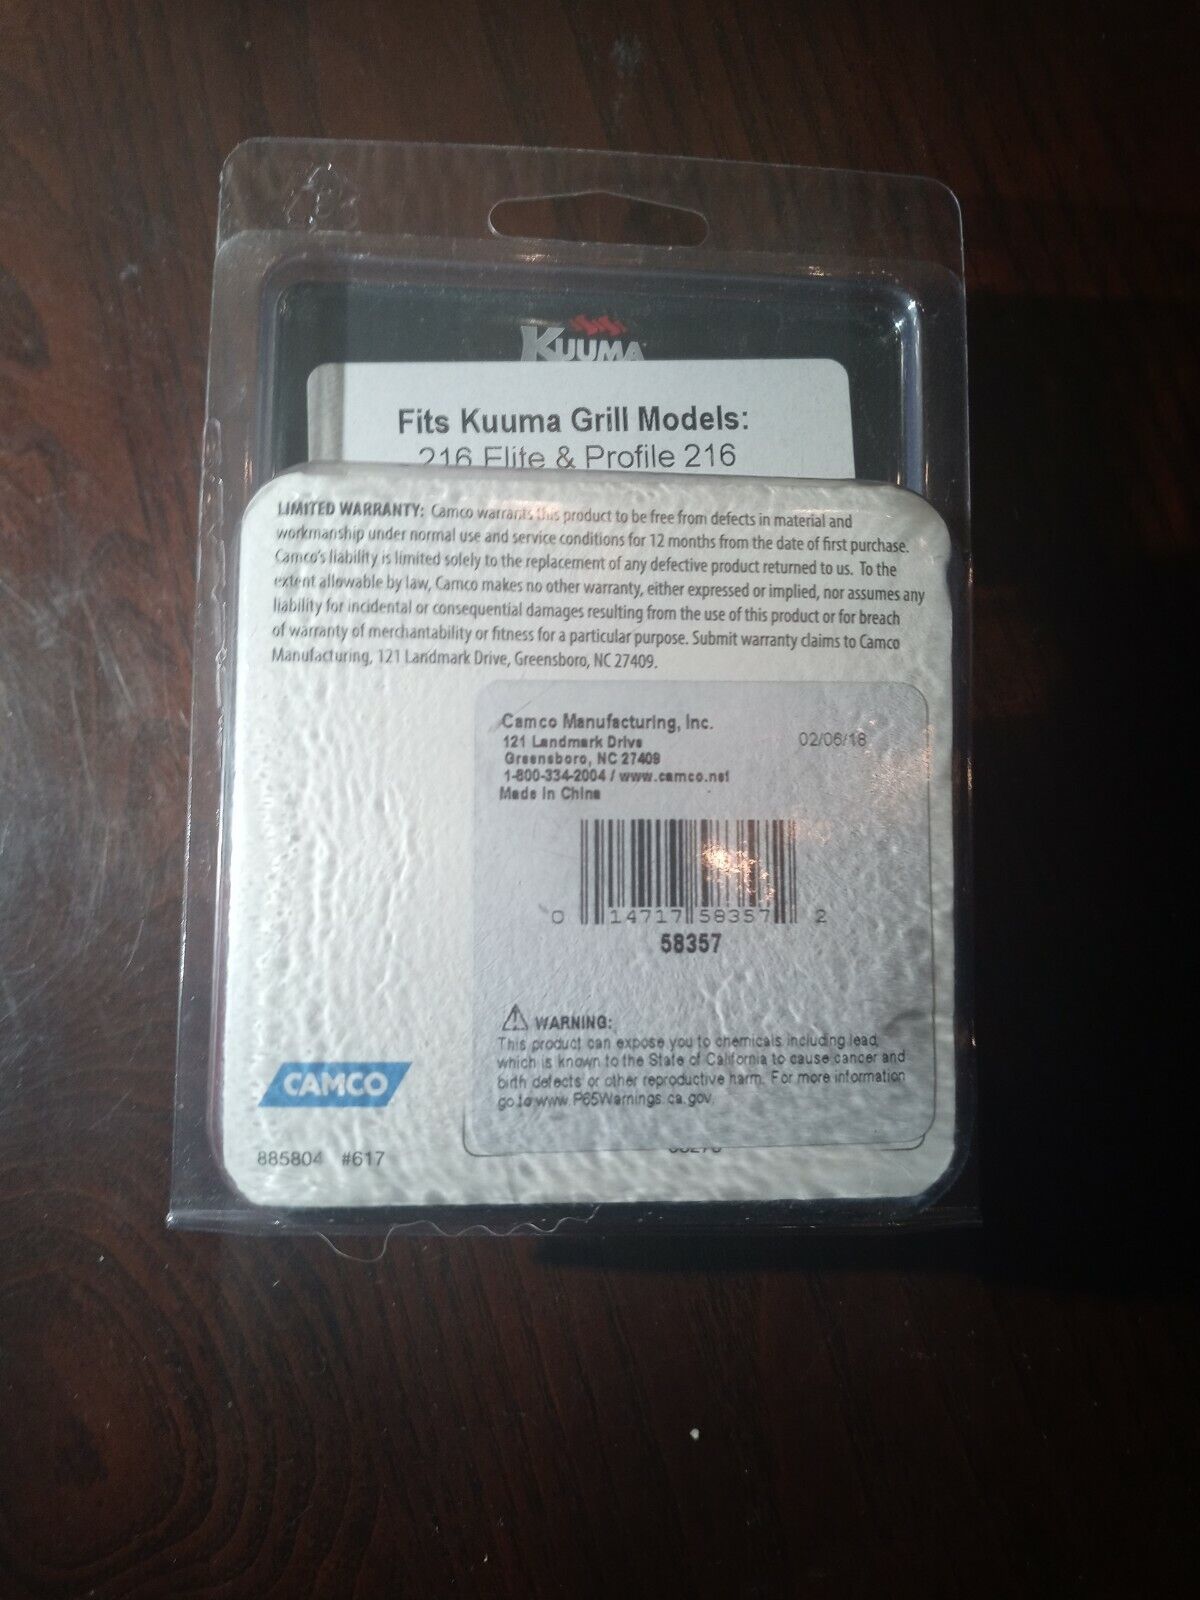 KUUMA
Fits Kuuma Grill Models:
216 Elite & Profile 216
LIMITED WARRANTY: Camco warrants this product to be free from defects in material and
workmanship under normal use and service conditions for 12 months from the date of first purchase.
Camco's liability is limited solely to the replacement of any defective product returned to us. To the
extent allowable by law, Camco makes no other warranty, either expressed or implied, nor assumes any
liability for incidental or consequential damages resulting from the use of this product or for breach
of warranty of merchantability or fitness for a particular purpose. Submit warranty claims to Camco
Manufacturing, 121 Landmark Drive, Greensboro, NC 27409.
Camco Manufacturing, Inc.
121 Landmark Drive 02/06/18
Greensboro, NC 27409
1-800-334-2004 / www.camco.net
Made In China
0 14717 58357 2
58357
WARNING:
This product can expose you to chemicals including lead,
which is known to the State of California to cause cancer and
birth defects or other reproductive harm. For more information
go to www.P65Warnings.ca.gov.
CAMCO
885804 #617